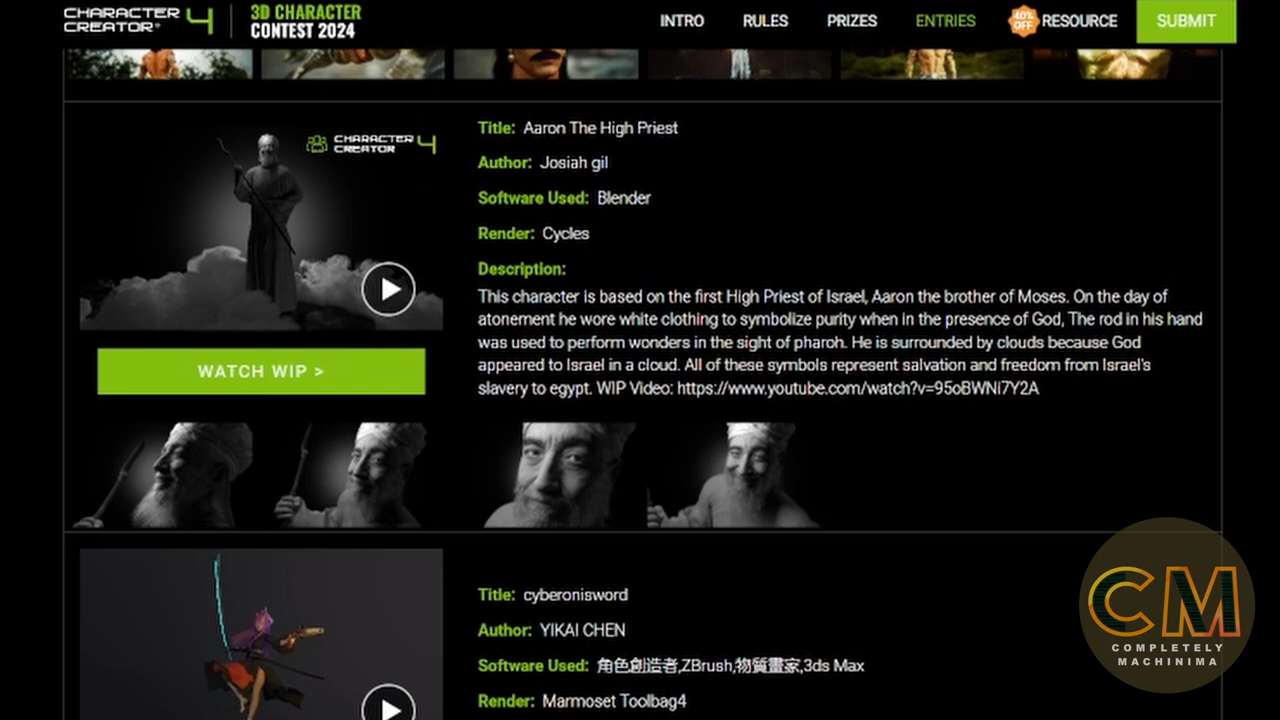 CHARACTER CREATOR® 4
3D CHARACTER
CONTEST 2024
INTRO RULES PRIZES ENTRIES 40% OFF RESOURCE SUBMIT
CHARACTER CREATOR 4
Title: Aaron The High Priest
Author: Josiah gil
Software Used: Blender
Render: Cycles
Description:
This character is based on the first High Priest of Israel, Aaron the brother of Moses. On the day of
atonement he wore white clothing to symbolize purity when in the presence of God, The rod in his hand
was used to perform wonders in the sight of pharoh. He is surrounded by clouds because God
appeared to Israel in a cloud. All of these symbols represent salvation and freedom from Israel's
slavery to egypt. WIP Video: https://www.youtube.com/watch?v=95oBWNi7Y2A
WATCH WIP >
Title: cyberonisword
Author: YIKAI CHEN
Software Used: 角色創造者,ZBrush,物質畫家,3ds Max
Render: Marmoset Toolbag4
CM
COMPLETELY
MACHINIMA